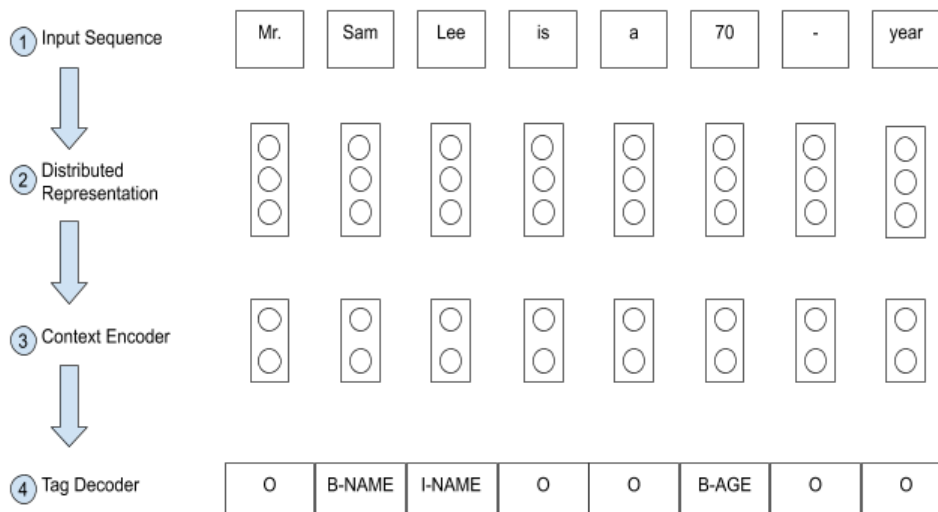 1 Input Sequence
Mr. Sam Lee is a 70 - year
2 Distributed
Representation
3 Context Encoder
4 Tag Decoder
O B-NAME I-NAME O O B-AGE O O